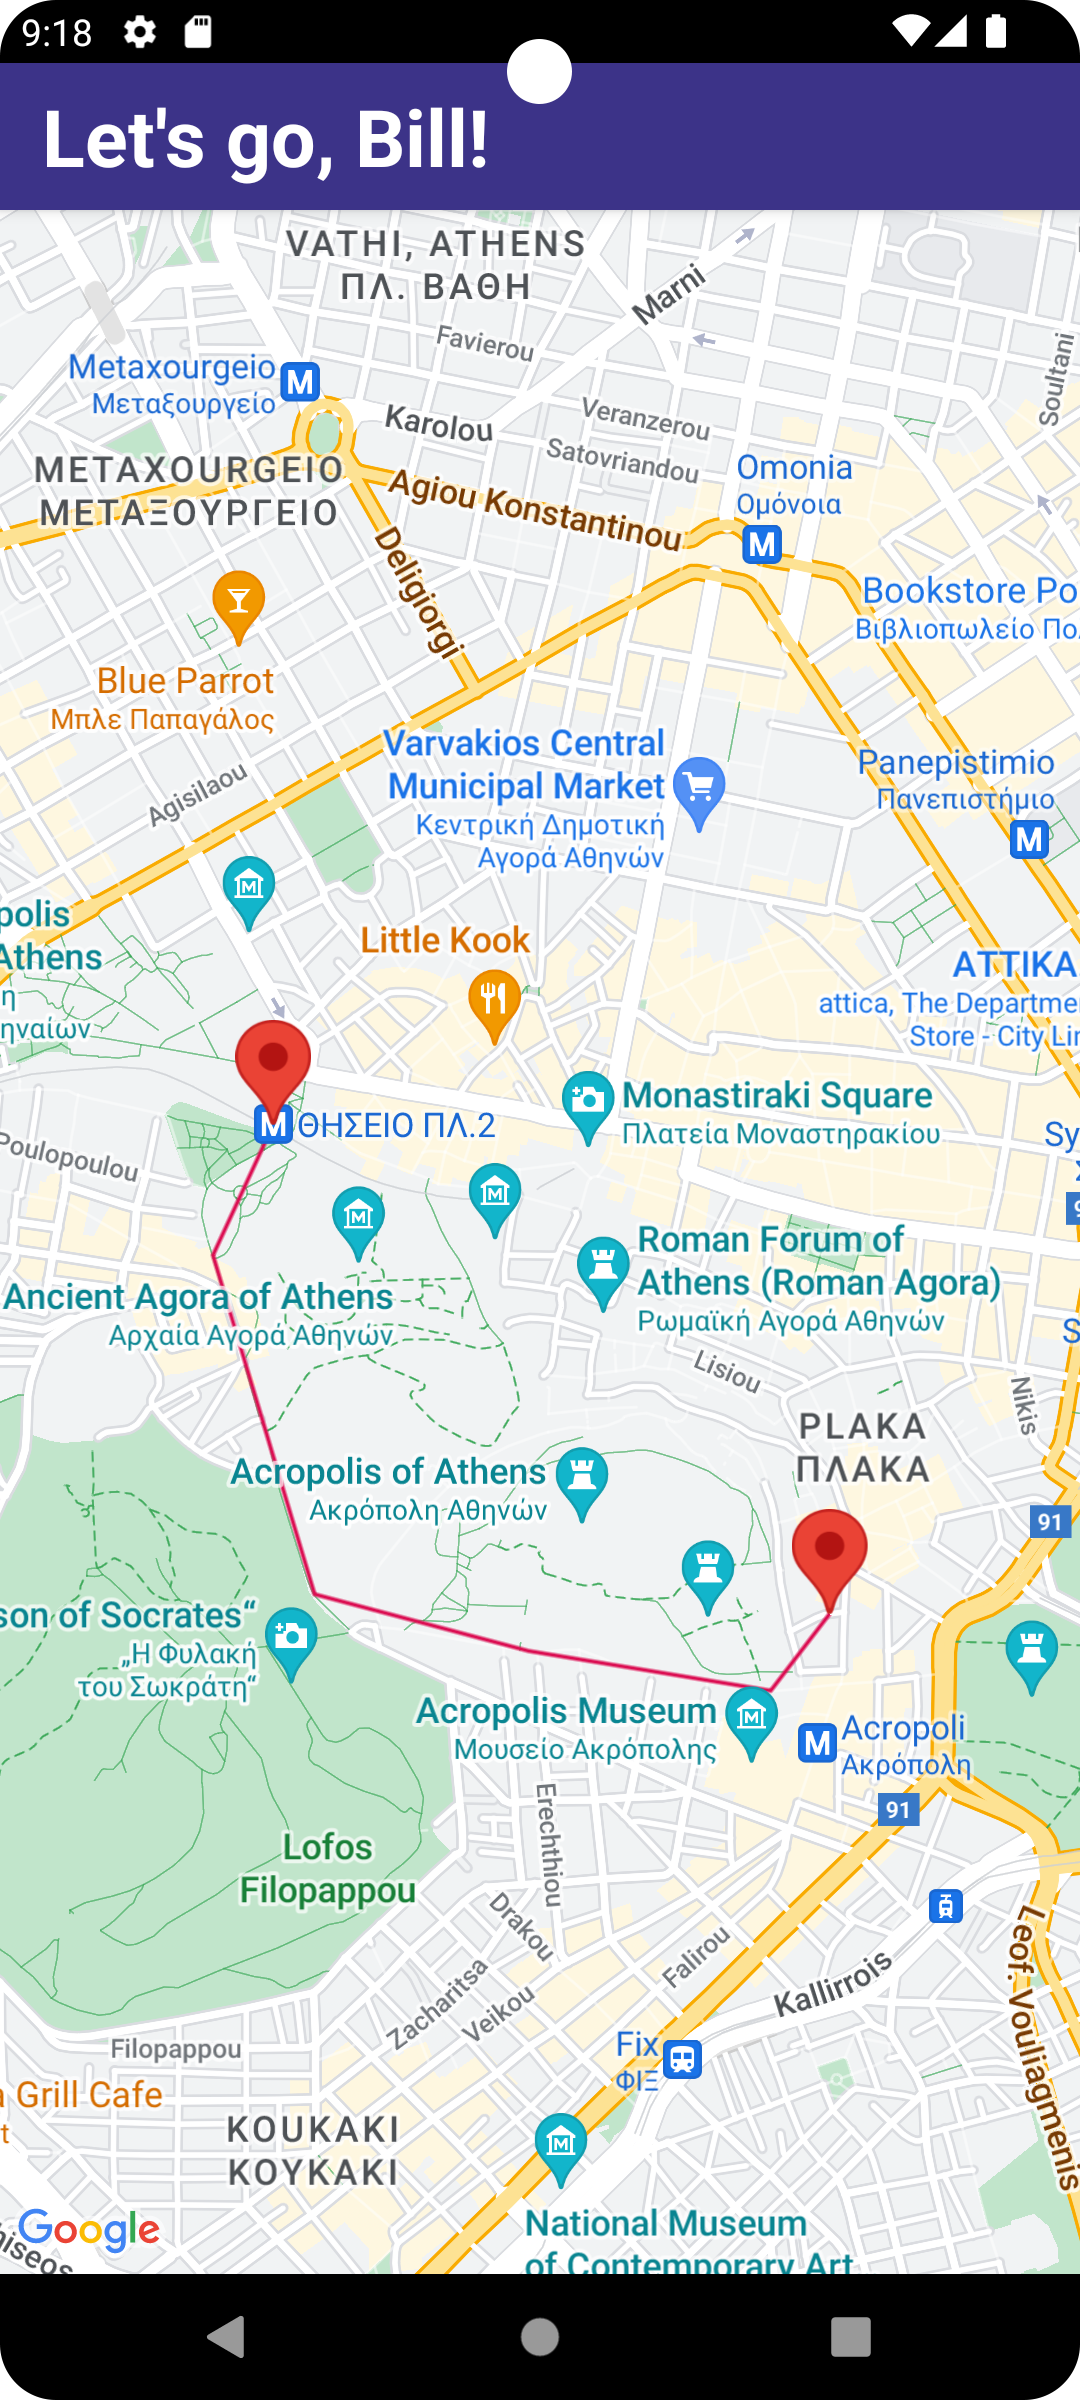 9:18
Let's go, Bill!
VATHI, ATHENS
ΠΛ. ΒΑΘΗ
Marni
Favierou
Soultani
Metaxourgeio
Μεταξουργείο
Karolou
Veranzerou
Satovriandou
METAXOURGEIO
ΜΕΤΑΞΟΥΡΓΕΙΟ
Omonia
Ομόνοια
Agiou Konstantinou
Deligiorgi
Bookstore Po
Βιβλιοπωλείο Πο
Blue Parrot
Μπλε Παπαγάλος
Varvakios Central
Municipal Market
Κεντρική Δημοτική
Αγορά Αθηνών
Panepistimio
Πανεπιστήμιο
Agisilaou
polis
Athens
η
ηναίων
Little Kook
ATTIKA
attica, The Departme
Store - City Lin
Monastiraki Square
Πλατεία Μοναστηρακίου
ΘΗΣΕΙΟ ΠΛ.2
Poulopoulou
Sy
Roman Forum of
Athens (Roman Agora)
Ρωμαϊκή Αγορά Αθηνών
Ancient Agora of Athens
Αρχαία Αγορά Αθηνών
S
Lisiou
Nikis
PLAKA
ΠΛΑΚΑ
Acropolis of Athens
Ακρόπολη Αθηνών
91
son of Socrates“
„Η Φυλακή
του Σωκράτη“
Acropolis Museum
Μουσείο Ακρόπολης
Acropoli
Ακρόπολη
91
Erechthiou
Lofos
Filopappou
Drakou
Zacharitsa
Veikou
Falirou
Kallirrois
Leof. Vouliagmenis
Filopappou
Fix
ΦΙΞ
a Grill Cafe
t
KOUKAKI
ΚΟΥΚΑΚΙ
Google
hiseos
National Museum
of Contemporary Art